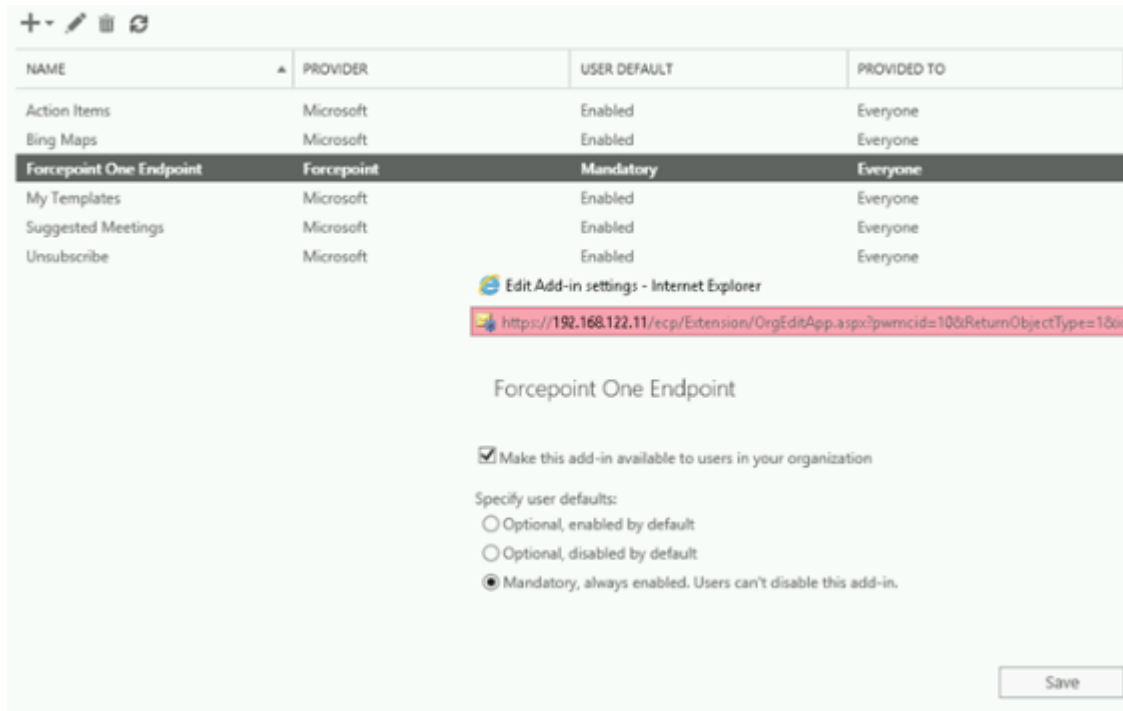 NAME PROVIDER USER DEFAULT PROVIDED TO
Action Items Microsoft Enabled Everyone
Bing Maps Microsoft Enabled Everyone
Forcepoint One Endpoint Forcepoint Mandatory Everyone
My Templates Microsoft Enabled Everyone
Suggested Meetings Microsoft Enabled Everyone
Unsubscribe Microsoft Enabled Everyone
Edit Add-in settings - Internet Explorer
https://192.168.122.11/ecp/Extension/OrgEditApp.aspx?pwmcid=10&ReturnObjectType=1&
Forcepoint One Endpoint
Make this add-in available to users in your organization
Specify user defaults:
Optional, enabled by default
Optional, disabled by default
Mandatory, always enabled. Users can't disable this add-in.
Save